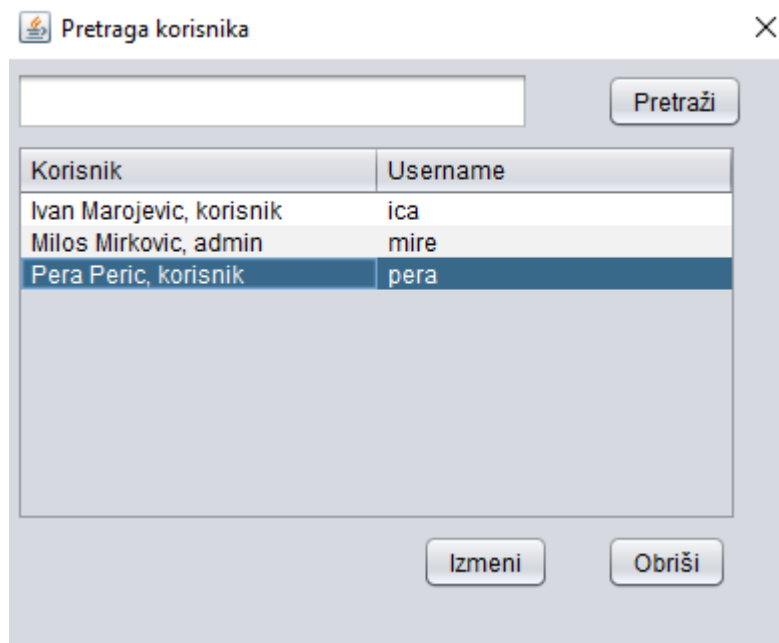 Pretraga korisnika
Pretraži
Korisnik Username
Ivan Marojevic, korisnik ica
Milos Mirkovic, admin mire
Pera Peric, korisnik pera
Izmeni Obriši